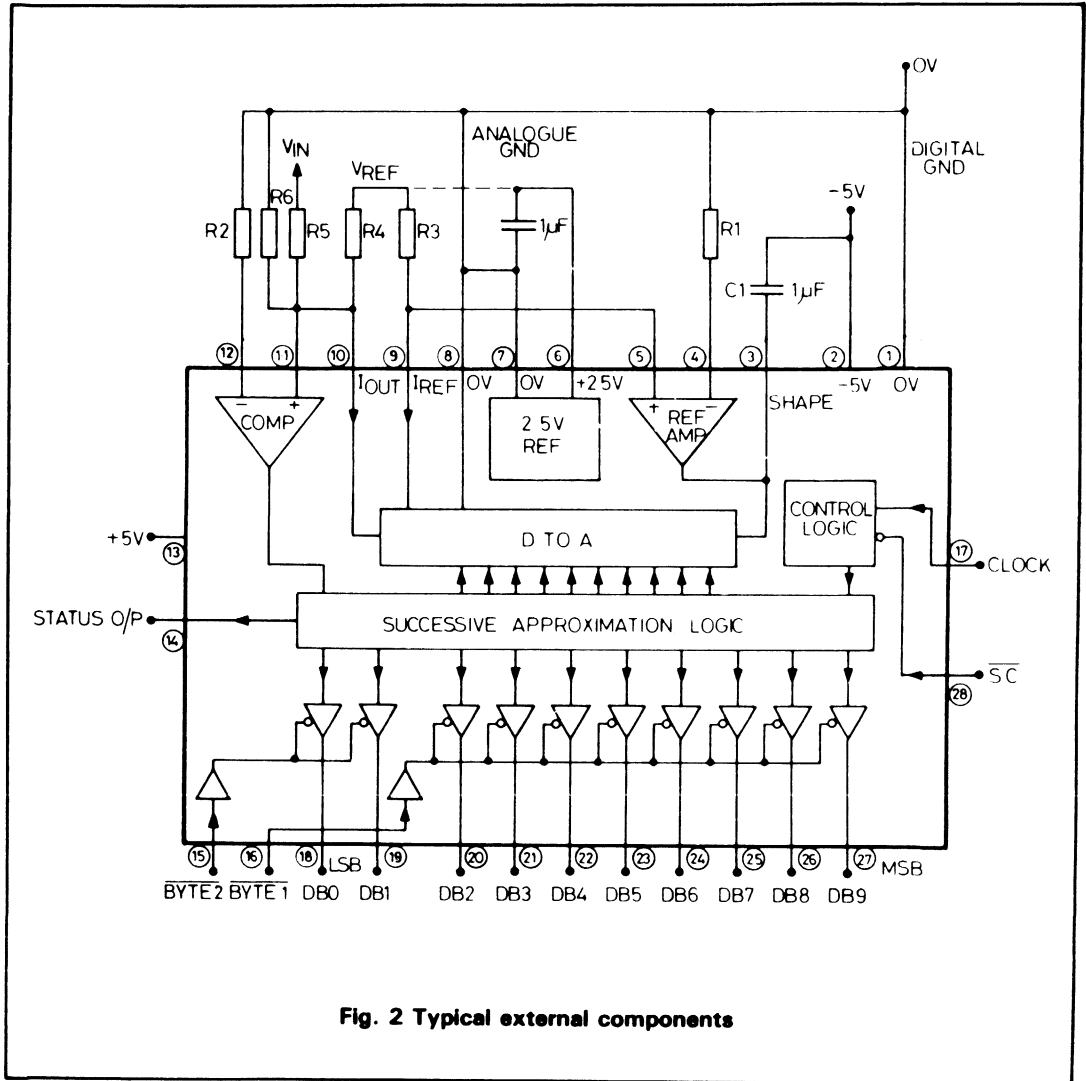 0V
ANALOGUE
GND
DIGITAL
GND
VIN
VREF
-5V
R6
R2
R5
R4
R3
1µF
R1
C1
1µF
12
11
10
9
8
7
6
5
4
3
2
1
IOUT
IREF
0V
0V
+2 5V
-5V
0V
SHAPE
- +
COMP
2 5V
REF
+ -
REF
AMP
CONTROL
LOGIC
D TO A
+5V
13
17
CLOCK
STATUS O/P
14
SUCCESSIVE APPROXIMATION LOGIC
SC
28
15
16
18
LSB
19
20
21
22
23
24
25
26
27
MSB
BYTE2
BYTE1
DB0
DB1
DB2
DB3
DB4
DB5
DB6
DB7
DB8
DB9
Fig. 2 Typical external components